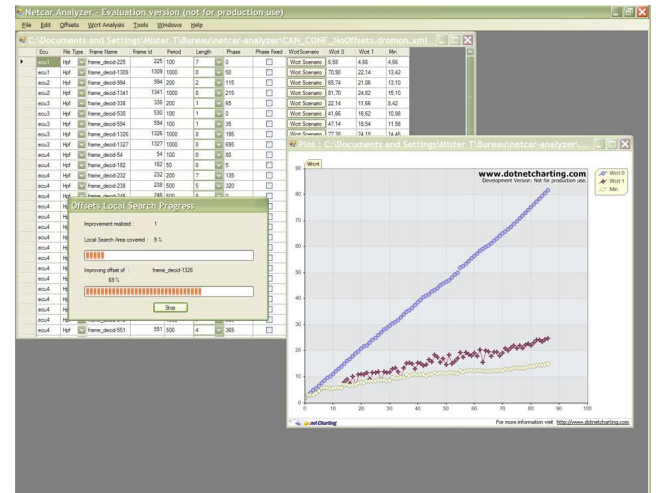 Netcar Analyzer - Evaluation version (not for production use)
File Edit Offsets Wcrt Analysis Tools Windows Help
C:\Documents and Settings\Mister T\Bureau\netcar-analyzer\CAN_CONF_NoOffsets.dromon.xml
Ecu File Type Frame Name Frame Id Period Length Phase Phase Fixed WcrtScenario Wcrt 0 Wcrt 1 Min
ecu1 Hpf frame_decid-225 225 100 7 0 Wcrt Scenario 6,58 4,66 4,66
ecu1 Hpf frame_decid-1309 1309 1000 8 50 Wcrt Scenario 70,90 22,14 13,42
ecu2 Hpf frame_decid-994 994 200 2 115 Wcrt Scenario 65,74 21,06 13,10
ecu2 Hpf frame_decid-1341 1341 1000 8 215 Wcrt Scenario 81,70 24,82 15,10
ecu3 Hpf frame_decid-338 338 200 1 65 Wcrt Scenario 22,14 11,66 8,42
ecu3 Hpf frame_decid-530 530 100 1 0 Wcrt Scenario 41,66 16,62 10,98
ecu3 Hpf frame_decid-594 594 100 1 35 Wcrt Scenario 47,14 18,54 11,58
ecu3 Hpf frame_decid-1326 1326 1000 8 195 Wcrt Scenario 77,38 24,18 14,46
ecu3 Hpf frame_decid-1327 1327 1000 8 695
ecu4 Hpf frame_decid-54 54 100 8 80
ecu4 Hpf frame_decid-182 182 50 8 5
ecu4 Hpf frame_decid-232 232 200 7 135
ecu4 Hpf frame_decid-238 238 500 5 320
ecu4 Hpf frame_decid-551 551 500 4 365
Offsets Local Search Progress
Improvement realized : 1
Local Search Area covered : 9 %
Improving offset of : frame_decid-1326
69 %
Stop
Plot : C:\Documents and Settings\Mister T\Bureau\netcar-analyzer\...
Wcrt
www.dotnetcharting.com
Development Version: Not for production use.
Wcrt 0
Wcrt 1
Min
90
80
70
60
50
40
30
20
10
0
0 10 20 30 40 50 60 70 80 90 100
.net Charting
For more information visit http://www.dotnetcharting.com